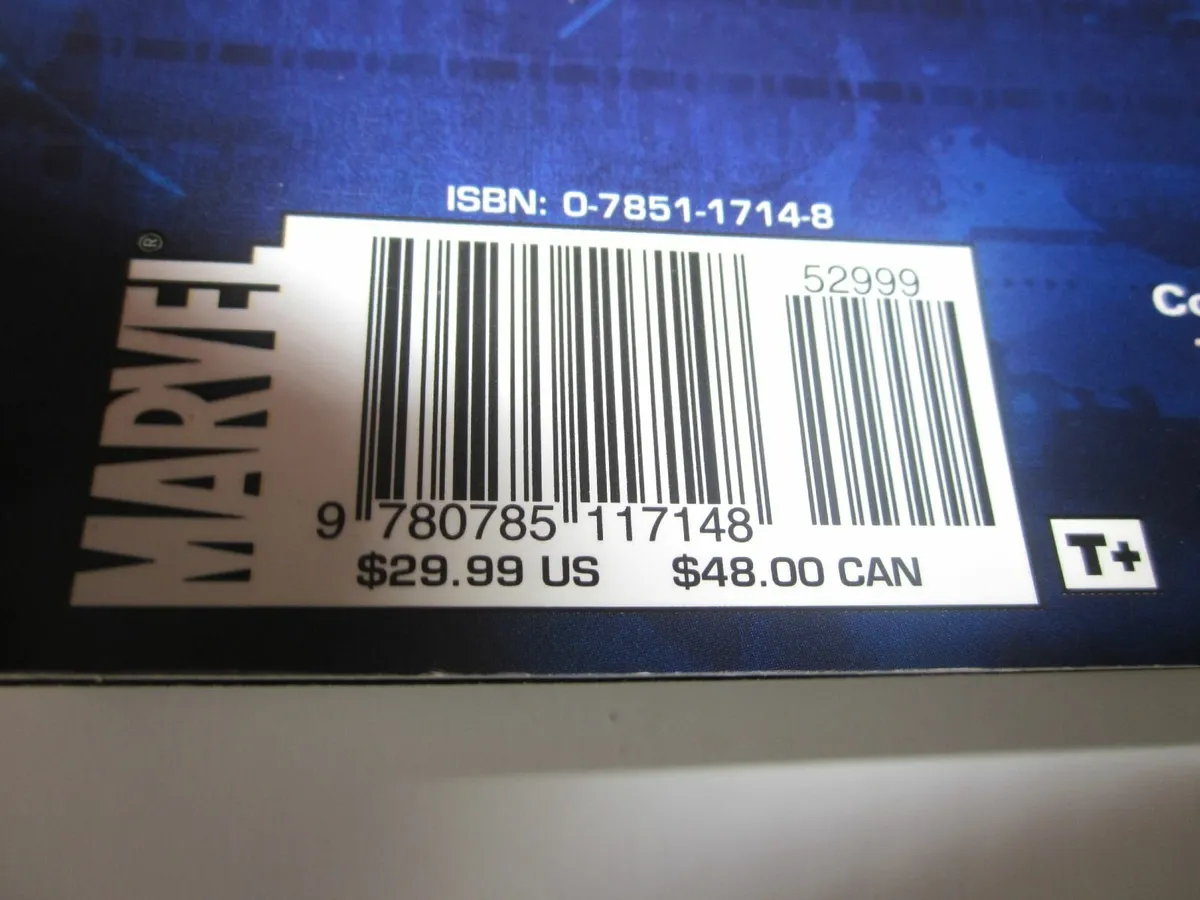 ISBN: 0-7851-1714-8
MARVEL®
52999
9 780785 117148
$29.99 US $48.00 CAN
T+